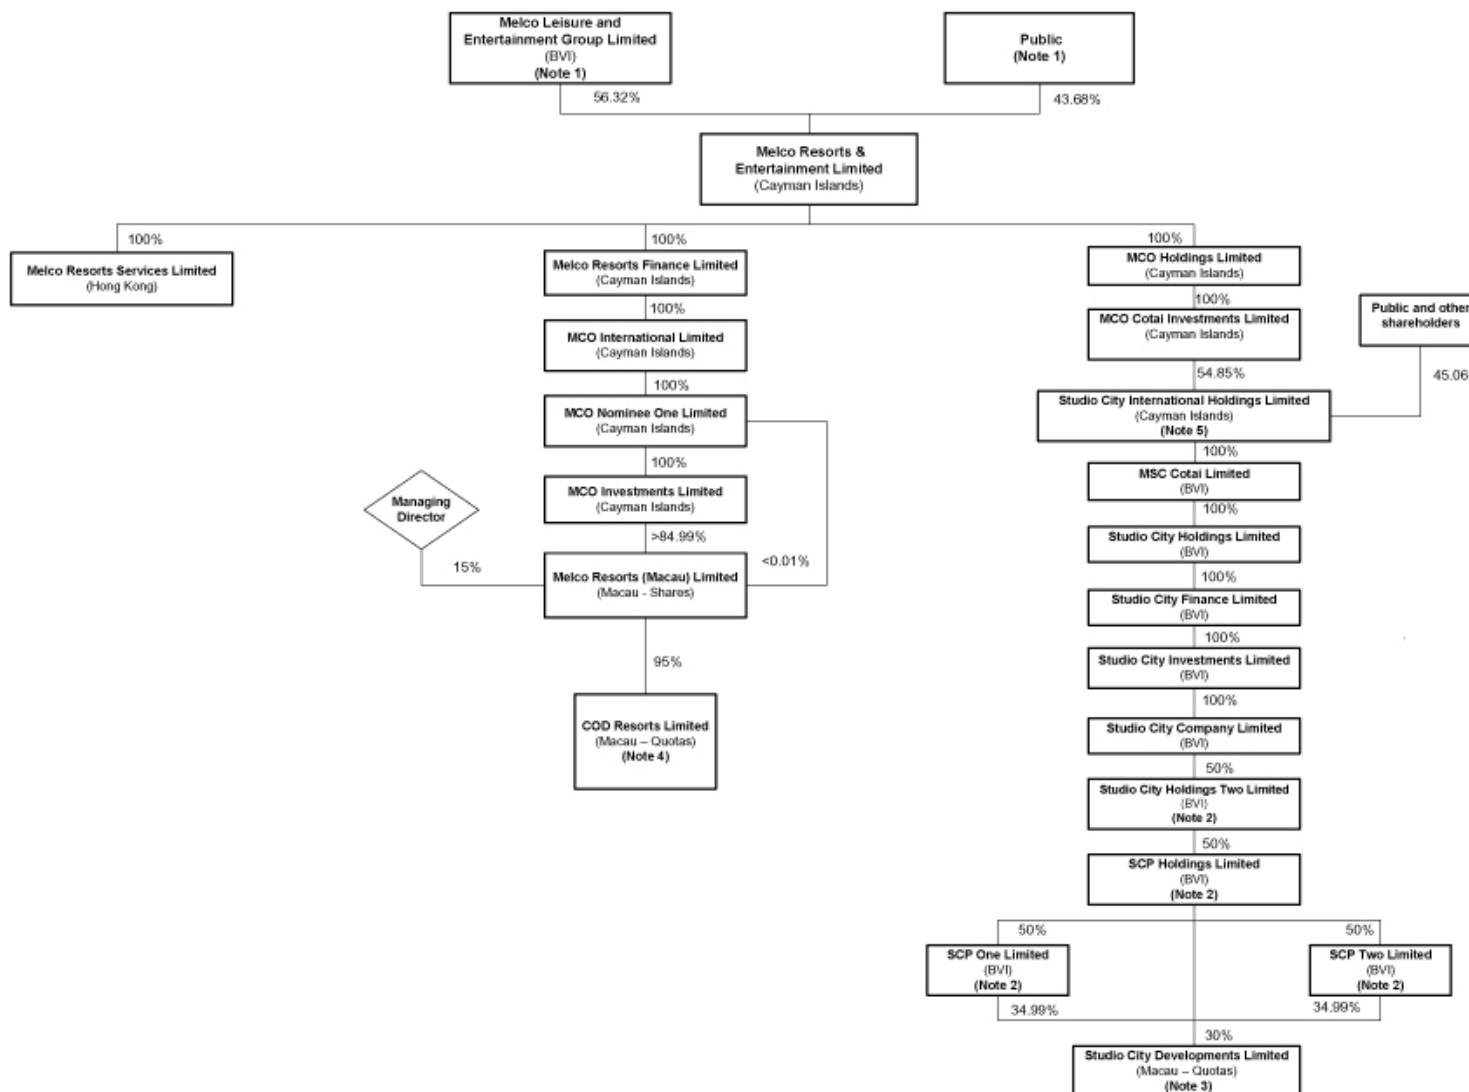 Melco Leisure and
Entertainment Group Limited
(BVI)
(Note 1)
Public
(Note 1)
56.32%
43.68%
Melco Resorts &
Entertainment Limited
(Cayman Islands)
100%
100%
100%
Melco Resorts Services Limited
(Hong Kong)
Melco Resorts Finance Limited
(Cayman Islands)
100%
MCO International Limited
(Cayman Islands)
100%
MCO Nominee One Limited
(Cayman Islands)
100%
MCO Investments Limited
(Cayman Islands)
>84.99%
<0.01%
Managing
Director
15%
Melco Resorts (Macau) Limited
(Macau - Shares)
95%
COD Resorts Limited
(Macau – Quotas)
(Note 4)
MCO Holdings Limited
(Cayman Islands)
100%
MCO Cotai Investments Limited
(Cayman Islands)
54.85%
Public and other
shareholders
45.06
Studio City International Holdings Limited
(Cayman Islands)
(Note 5)
100%
MSC Cotai Limited
(BVI)
100%
Studio City Holdings Limited
(BVI)
100%
Studio City Finance Limited
(BVI)
100%
Studio City Investments Limited
(BVI)
100%
Studio City Company Limited
(BVI)
50%
Studio City Holdings Two Limited
(BVI)
(Note 2)
50%
SCP Holdings Limited
(BVI)
(Note 2)
50%
50%
SCP One Limited
(BVI)
(Note 2)
SCP Two Limited
(BVI)
(Note 2)
34.99%
34.99%
30%
Studio City Developments Limited
(Macau – Quotas)
(Note 3)